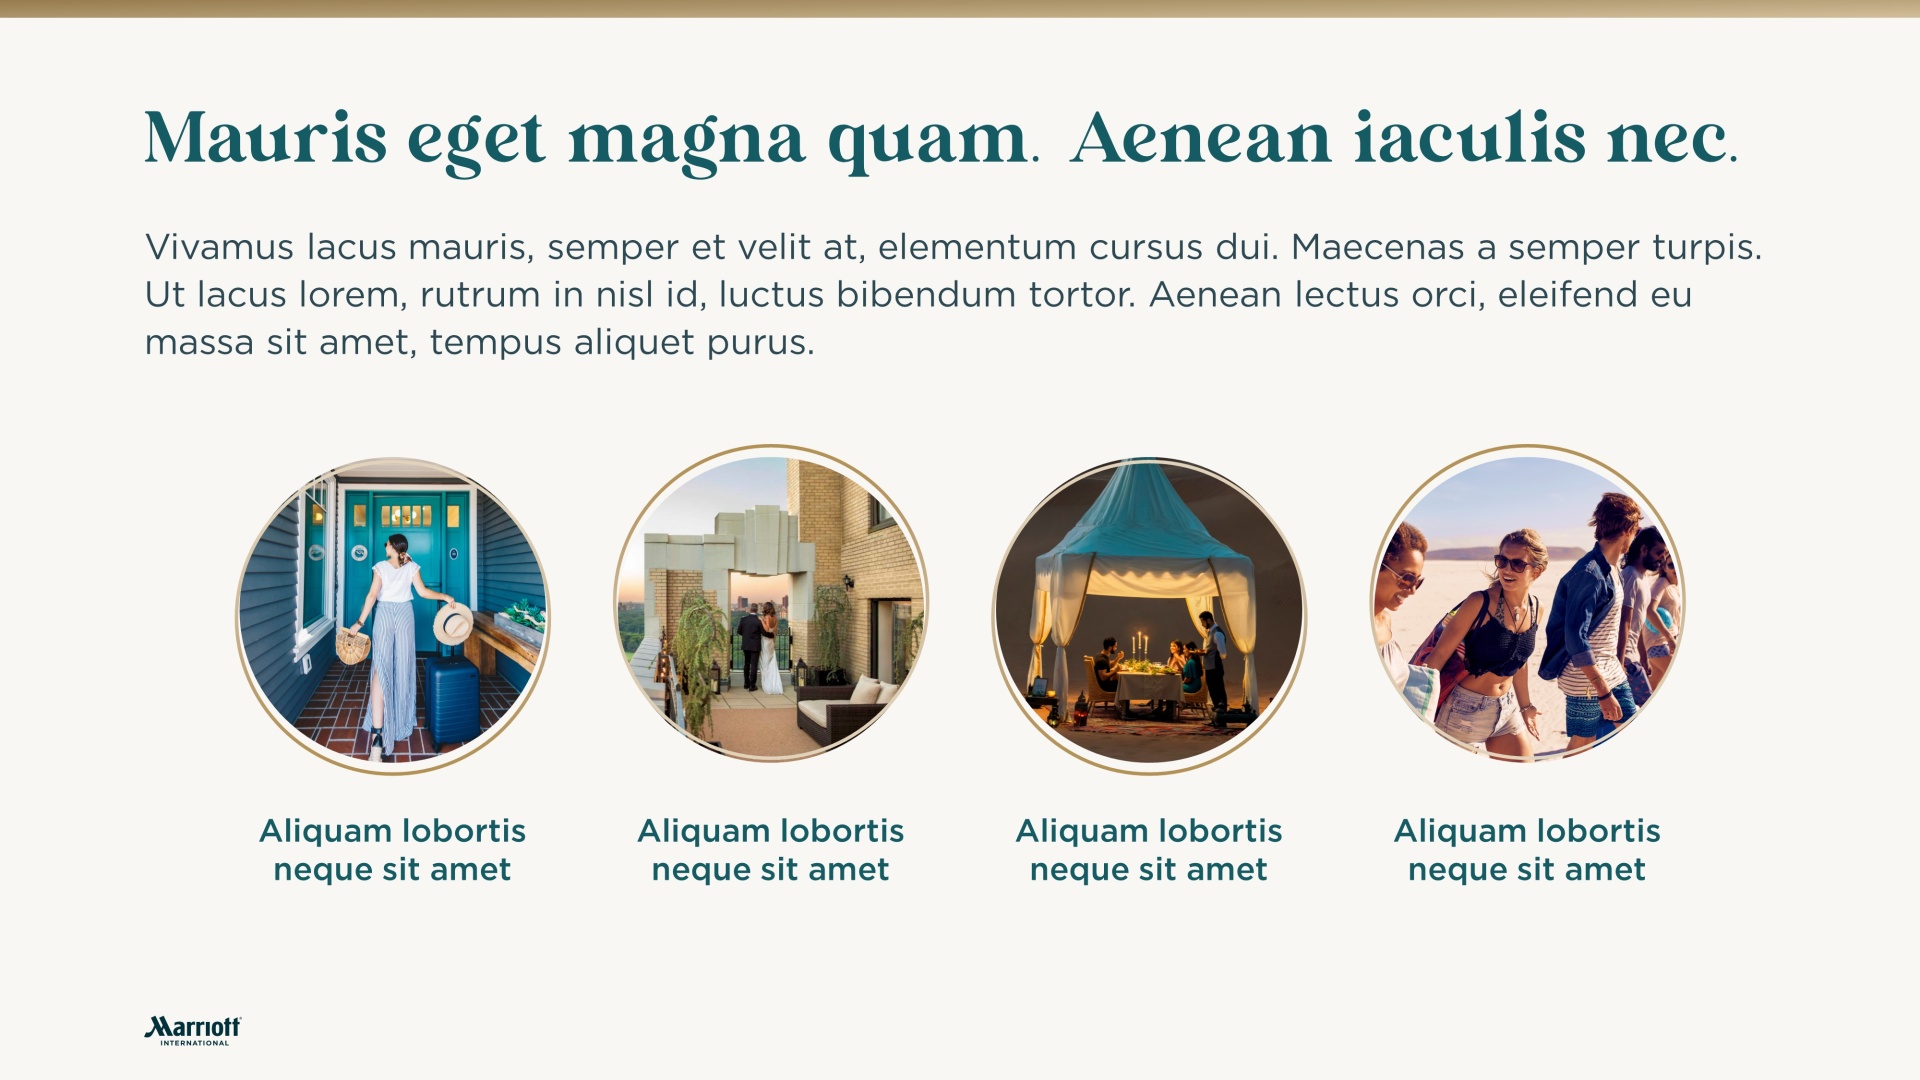 Mauris eget magna quam. Aenean iaculis nec.
Vivamus lacus mauris, semper et velit at, elementum cursus dui. Maecenas a semper turpis.
Ut lacus lorem, rutrum in nisl id, luctus bibendum tortor. Aenean lectus orci, eleifend eu
massa sit amet, tempus aliquet purus.
Aliquam lobortis
neque sit amet
Aliquam lobortis
neque sit amet
Aliquam lobortis
neque sit amet
Aliquam lobortis
neque sit amet
Marriott
INTERNATIONAL